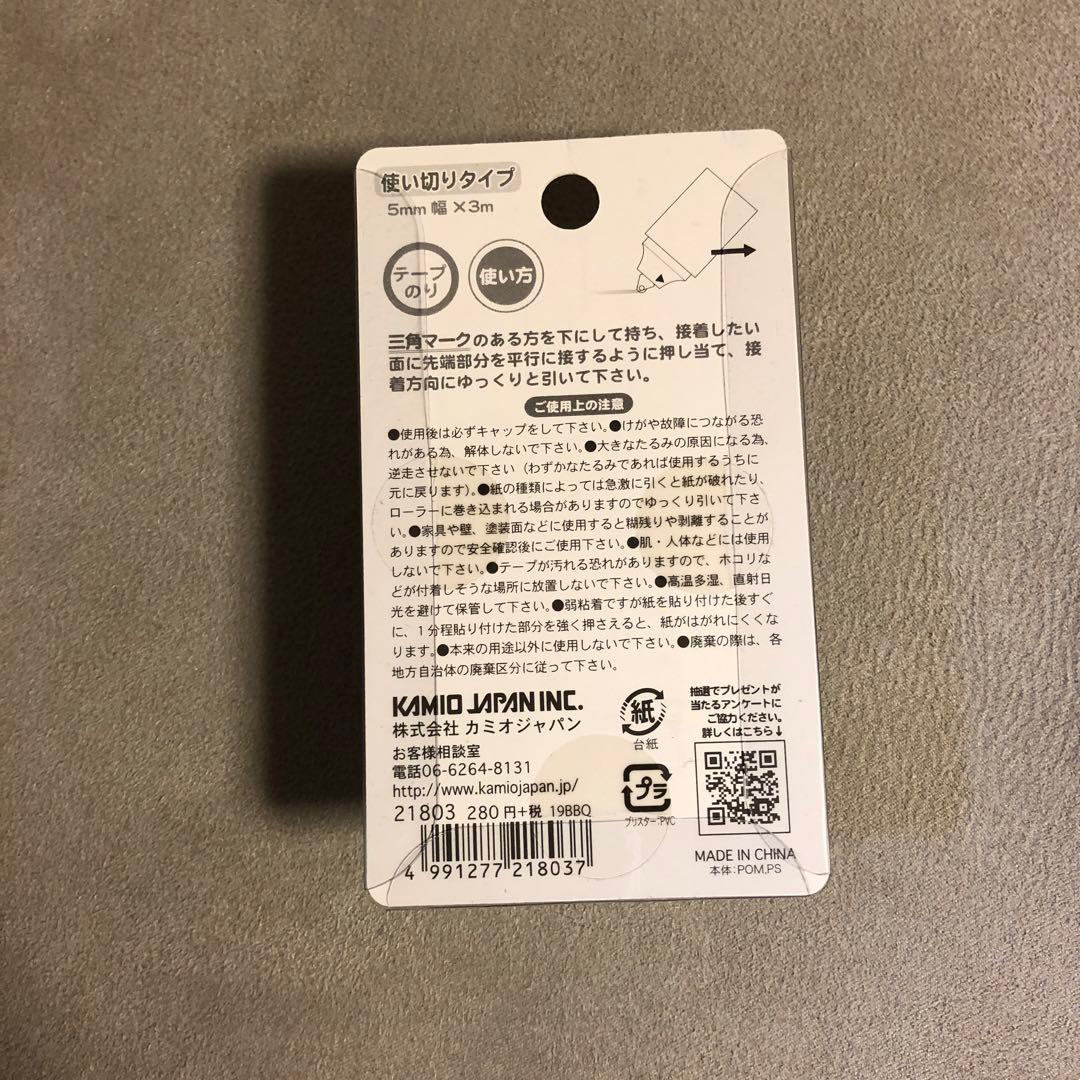 使い切りタイプ
5mm 幅 ×3m
テープ
のり
使い方
三角マークのある方を下にして持ち、接着したい
面に先端部分を平行に接するように押し当て、接
着方向にゆっくりと引いて下さい。
ご使用上の注意
●使用後は必ずキャップをして下さい。●けがや故障につながる恐
れがある為、解体しないで下さい。●大きなたるみの原因になる為、
逆走させないで下さい（わずかなたるみであれば使用するうちに
元に戻ります）。●紙の種類によっては急激に引くと紙が破れたり、
ローラーに巻き込まれる場合がありますのでゆっくり引いて下さ
い。●家具や壁、塗装面などに使用すると糊残りや剥離することが
ありますので安全確認後にご使用下さい。●肌・人体などには使用
しないで下さい。●テープが汚れる恐れがありますので、ホコリな
どが付着しそうな場所に放置しないで下さい。●高温多湿、直射日
光を避けて保管して下さい。●弱粘着ですが紙を貼り付けた後すぐ
に、1分程貼り付けた部分を強く押さえると、紙がはがれにくくな
ります。●本来の用途以外に使用しないで下さい。●廃棄の際は、各
地方自治体の廃棄区分に従って下さい。
KAMIO JAPAN INC.
株式会社 カミオジャパン
お客様相談室
電話06-6264-8131
http://www.kamiojapan.jp/
21803 280円+税 19BBQ
4 991277 218037
紙
台紙
プラ
ブリスター:PVC
抽選でプレゼントが
当たるアンケートに
ご協力ください。
詳しくはこちら↓
MADE IN CHINA
本体:POM,PS